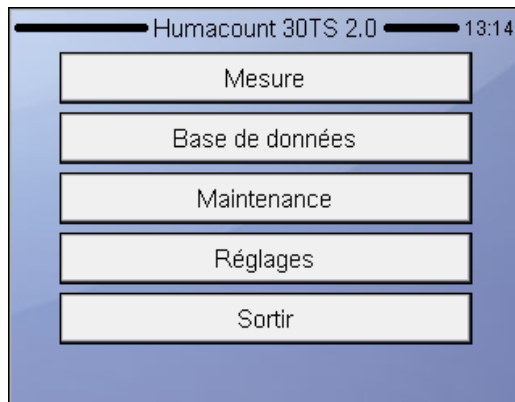 Humacount 30TS 2.0 13:14
Mesure
Base de données
Maintenance
Réglages
Sortir